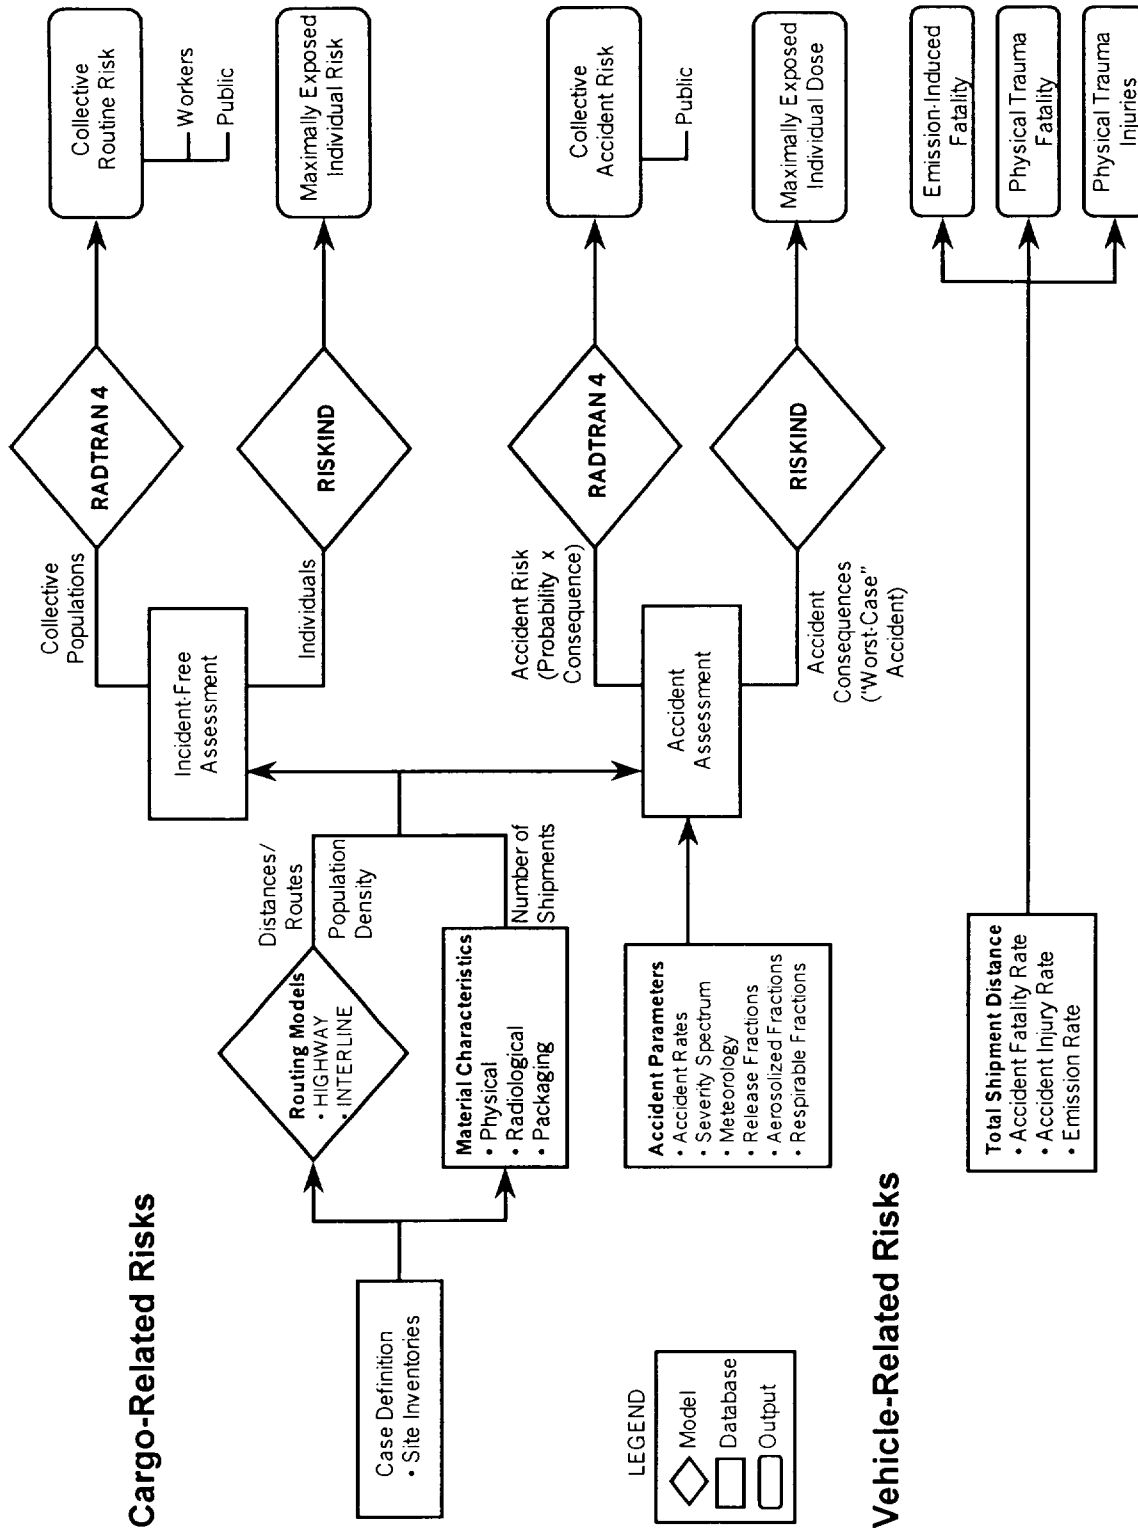 Cargo-Related Risks
Case Definition
• Site Inventories
Routing Models
• HIGHWAY
• INTERLINE
Distances/
Routes
Population
Density
Material Characteristics
• Physical
• Radiological
• Packaging
Number of
Shipments
Incident-Free
Assessment
Collective
Populations
Individuals
RADTRAN 4
RISKIND
Collective
Routine Risk
Workers
Public
Maximally Exposed
Individual Risk
Accident Parameters
• Accident Rates
• Severity Spectrum
• Meteorology
• Release Fractions
• Aerosolized Fractions
• Respirable Fractions
Accident
Assessment
Accident Risk
(Probability x
Consequence)
Accident
Consequences
("Worst-Case"
Accident)
RADTRAN 4
RISKIND
Collective
Accident Risk
Public
Maximally Exposed
Individual Dose
LEGEND
Model
Database
Output
Vehicle-Related Risks
Total Shipment Distance
• Accident Fatality Rate
• Accident Injury Rate
• Emission Rate
Emission-Induced
Fatality
Physical Trauma
Fatality
Physical Trauma
Injuries